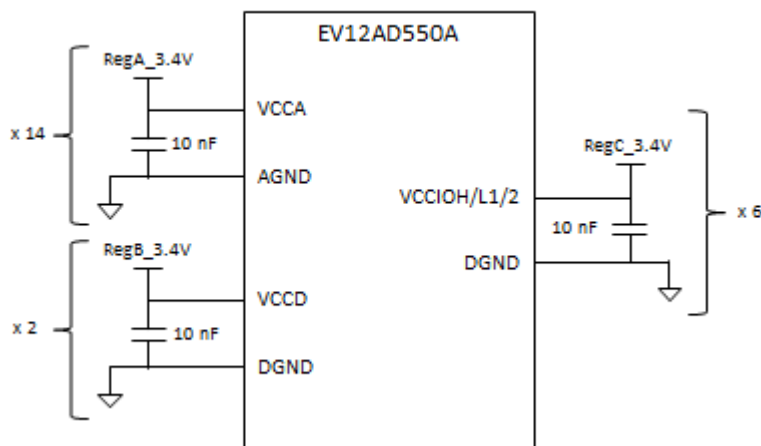 EV12AD550A
RegA_3.4V
VCCA
x 14
10 nF
AGND
RegB_3.4V
VCCD
x 2
10 nF
DGND
RegC_3.4V
VCCIOH/L1/2
x 6
10 nF
DGND